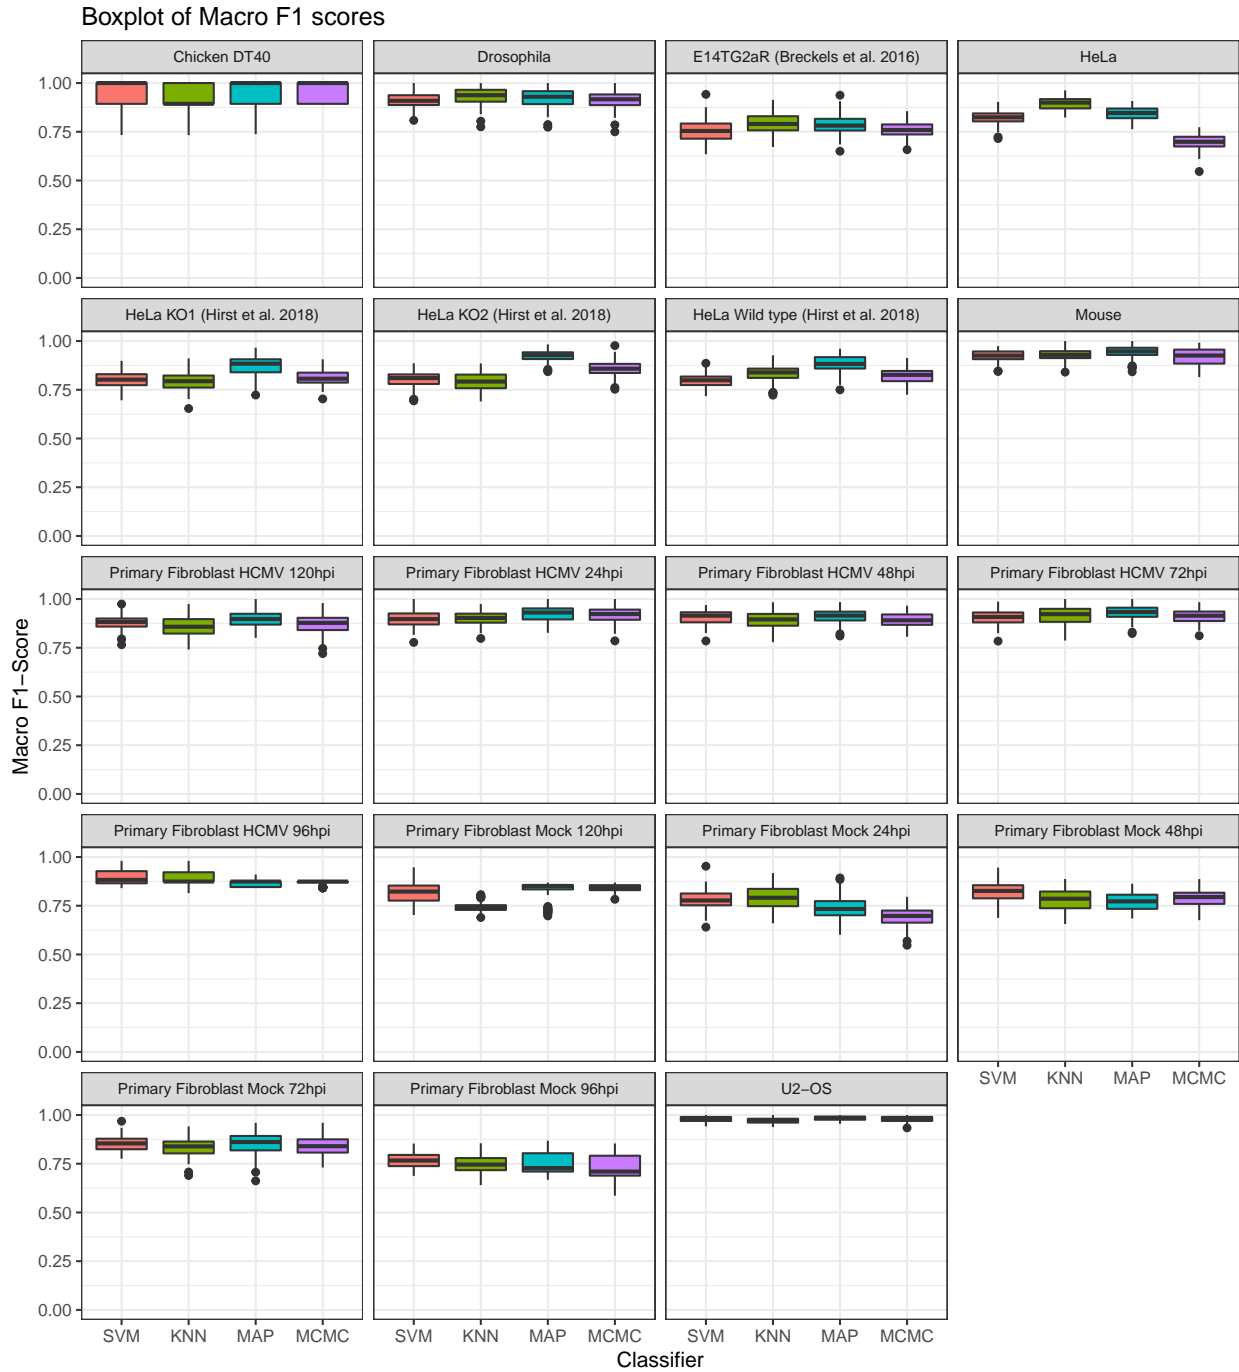 Boxplot of Macro F1 scores
Chicken DT40
Drosophila
E14TG2aR (Breckels et al. 2016)
HeLa
1.00
0.75
0.50
0.25
0.00
HeLa KO1 (Hirst et al. 2018)
HeLa KO2 (Hirst et al. 2018)
HeLa Wild type (Hirst et al. 2018)
Mouse
1.00
0.75
0.50
0.25
0.00
Primary Fibroblast HCMV 120hpi
Primary Fibroblast HCMV 24hpi
Primary Fibroblast HCMV 48hpi
Primary Fibroblast HCMV 72hpi
1.00
0.75
0.50
0.25
0.00
Macro F1−Score
Primary Fibroblast HCMV 96hpi
Primary Fibroblast Mock 120hpi
Primary Fibroblast Mock 24hpi
Primary Fibroblast Mock 48hpi
1.00
0.75
0.50
0.25
0.00
SVM KNN MAP MCMC
Primary Fibroblast Mock 72hpi
Primary Fibroblast Mock 96hpi
U2−OS
1.00
0.75
0.50
0.25
0.00
SVM KNN MAP MCMC
SVM KNN MAP MCMC
SVM KNN MAP MCMC
Classifier